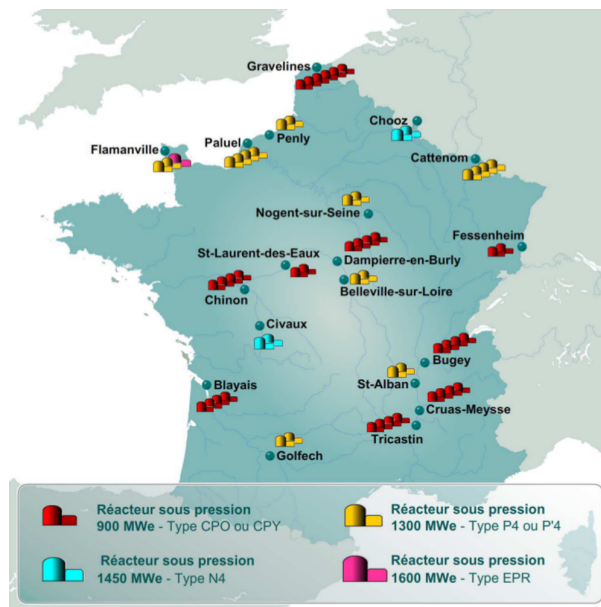 Gravelines
Chooz
Penly
Paluel
Flamanville
Cattenom
Nogent-sur-Seine
Fessenheim
St-Laurent-des-Eaux
Dampierre-en-Burly
Belleville-sur-Loire
Chinon
Civaux
Bugey
St-Alban
Blayais
Cruas-Meysse
Tricastin
Golfech
Réacteur sous pression
900 MWe - Type CPO ou CPY
Réacteur sous pression
1300 MWe - Type P4 ou P'4
Réacteur sous pression
1450 MWe - Type N4
Réacteur sous pression
1600 MWe - Type EPR